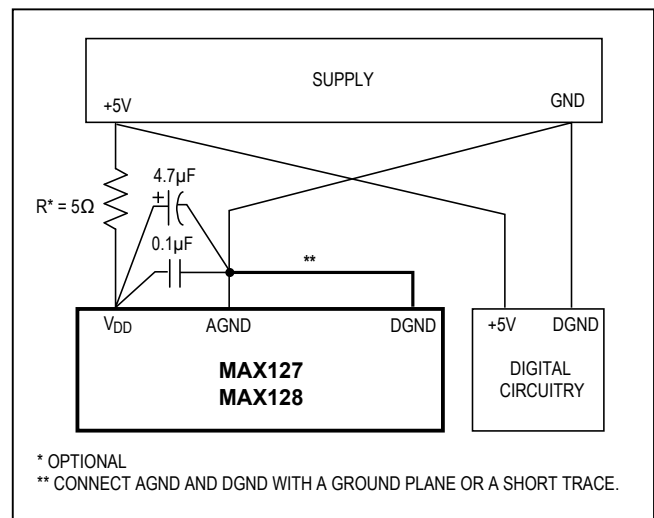 SUPPLY
+5V
GND
4.7µF
+
R* = 5Ω
0.1µF
**
VDD
AGND
DGND
+5V
DGND
MAX127
MAX128
DIGITAL
CIRCUITRY
* OPTIONAL
** CONNECT AGND AND DGND WITH A GROUND PLANE OR A SHORT TRACE.